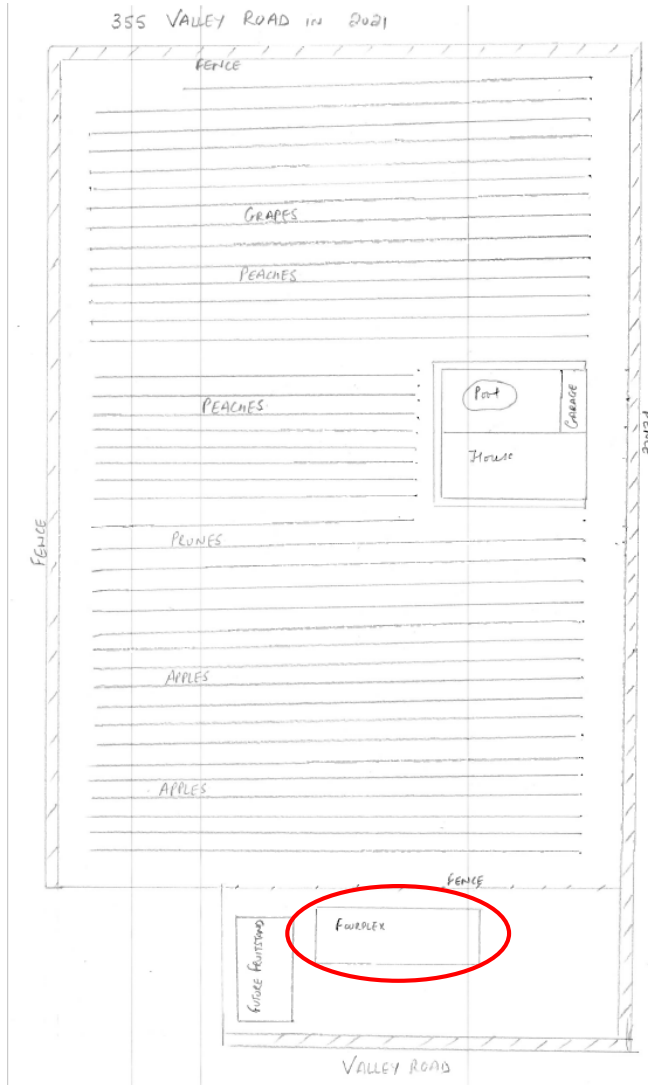 355 VALLEY ROAD IN 2021
FENCE
GRAPES
PEACHES
PEACHES
Pool
GARAGE
House
FENCE
FENCE
PRUNES
APPLES
APPLES
FENCE
FOURPLEX
FUTURE FRUITSTAND
VALLEY ROAD